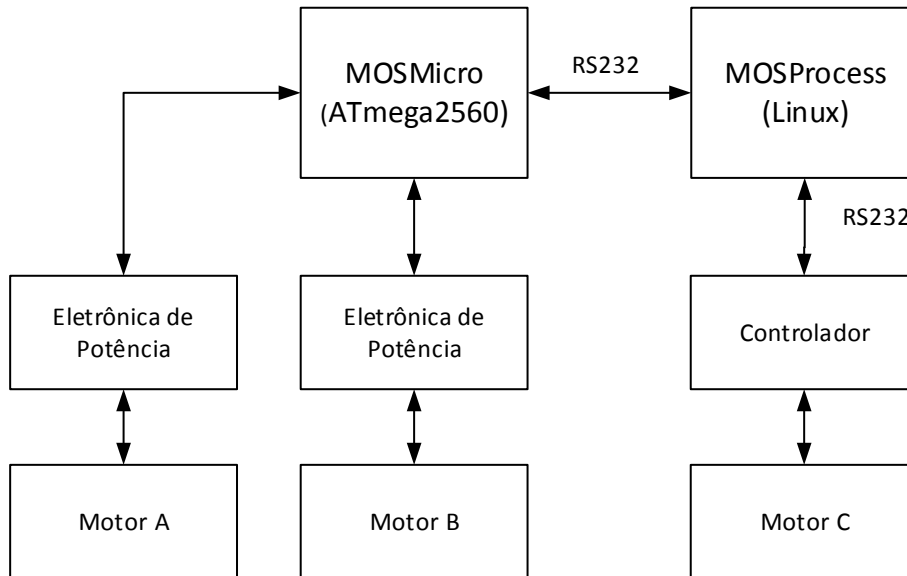 MOSMicro
(ATmega2560)
RS232
MOSProcess
(Linux)
RS232
Eletrônica de
Potência
Eletrônica de
Potência
Controlador
Motor A
Motor B
Motor C